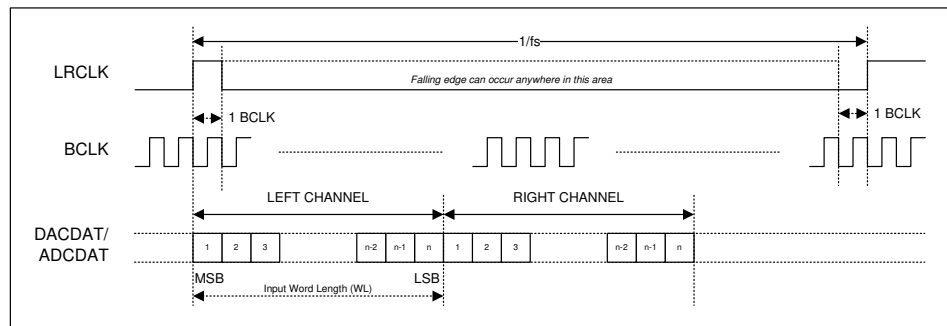 1/fs
LRCLK
Falling edge can occur anywhere in this area
1 BCLK
1 BCLK
BCLK
LEFT CHANNEL
RIGHT CHANNEL
DACDAT/
ADCDAT
1 2 3 n-2 n-1 n 1 2 3 n-2 n-1 n
MSB
LSB
Input Word Length (WL)